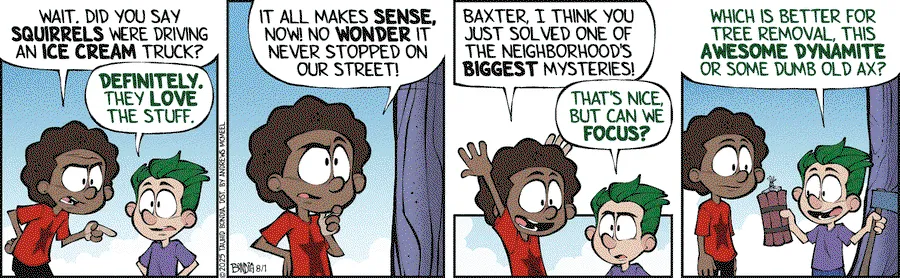 WAIT. DID YOU SAY
SQUIRRELS WERE DRIVING
AN ICE CREAM TRUCK?
DEFINITELY.
THEY LOVE
THE STUFF.
IT ALL MAKES SENSE,
NOW! NO WONDER IT
NEVER STOPPED ON
OUR STREET!
BAXTER, I THINK YOU
JUST SOLVED ONE OF
THE NEIGHBORHOOD'S
BIGGEST MYSTERIES!
THAT'S NICE,
BUT CAN WE
FOCUS?
WHICH IS BETTER FOR
TREE REMOVAL, THIS
AWESOME DYNAMITE
OR SOME DUMB OLD AX?
8/1